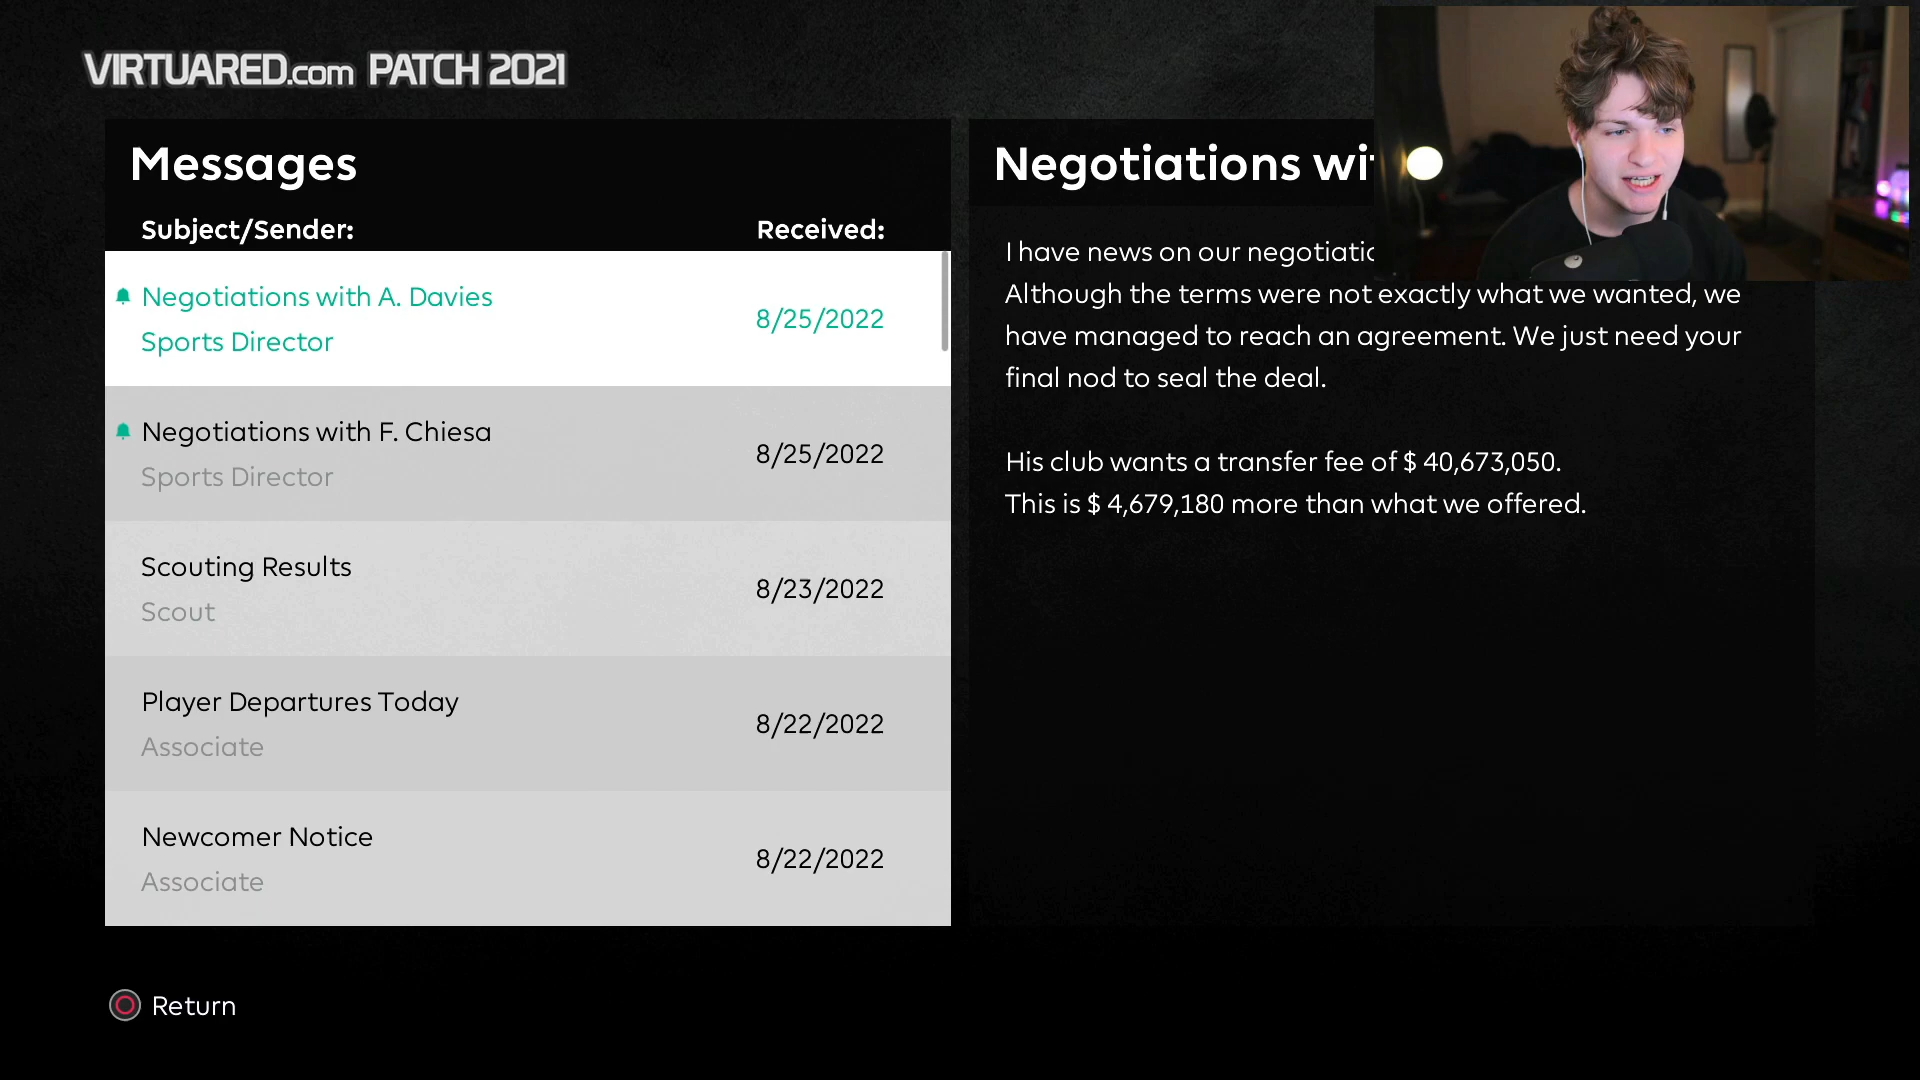 VIRTUARED.com PATCH 2021
Messages
Subject/Sender: Received:
Negotiations with A. Davies
Sports Director
8/25/2022
Negotiations with F. Chiesa
Sports Director
8/25/2022
Scouting Results
Scout
8/23/2022
Player Departures Today
Associate
8/22/2022
Newcomer Notice
Associate
8/22/2022
Negotiations
I have news on our
Although the terms were not exactly what we wanted, we
have managed to reach an agreement. We just need your
final nod to seal the deal.
His club wants a transfer fee of $ 40,673,050.
This is $ 4,679,180 more than what we offered.
Return